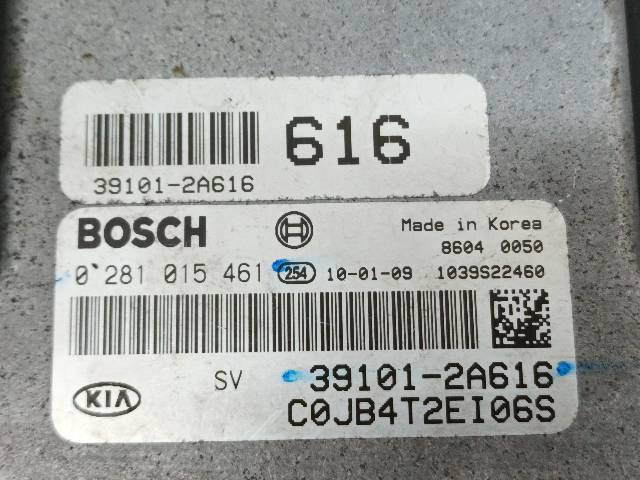 616
39101-2A616
BOSCH
Made in Korea
8604 0050
0 281 015 461 254 10-01-09 1039S22460
SV 39101-2A616
KIA
C0JB4T2EI06S